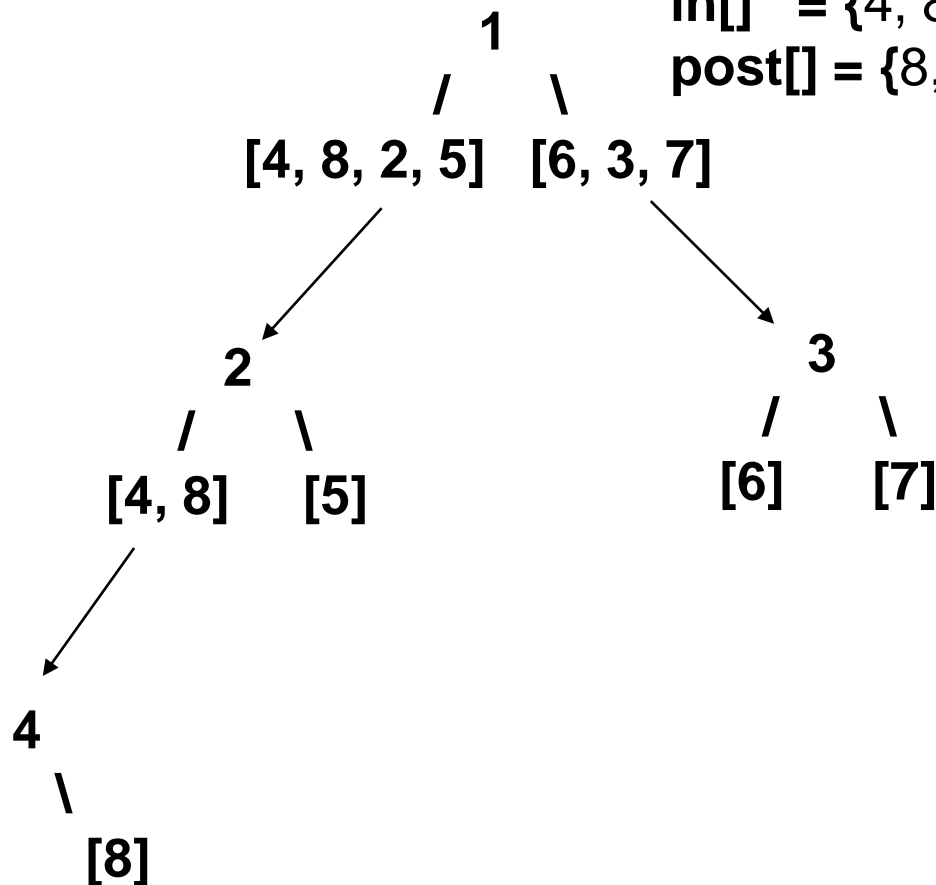 1
in[] = {4, 8
post[] = {8,
/ \
[4, 8, 2, 5] [6, 3, 7]
2
3
/ \
/ \
[4, 8] [5]
[6] [7]
4
\
[8]